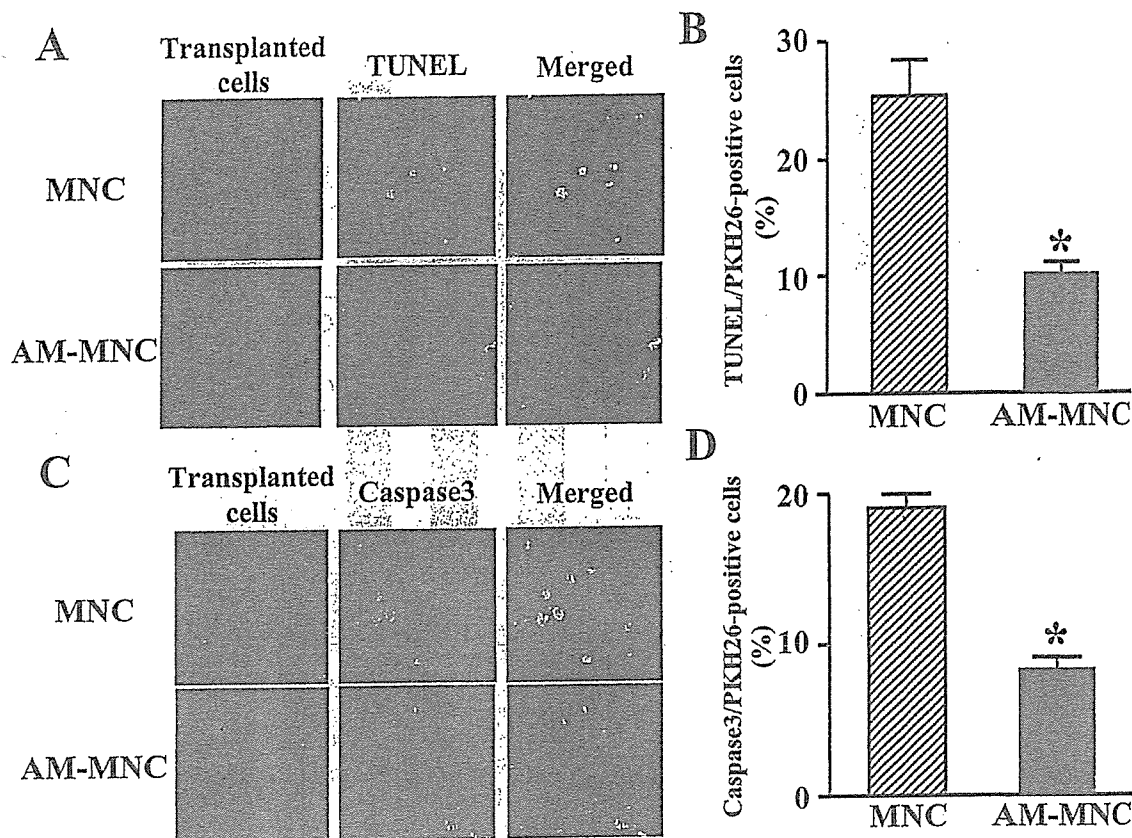 A
Transplanted
cells
TUNEL
Merged
MNC
AM-MNC
B
TUNEL/PKH26-positive cells
(%)
30
20
10
0
MNC
AM-MNC
*
C
Transplanted
cells
Caspase3
Merged
MNC
AM-MNC
D
Caspase3/PKH26-positive cells
(%)
20
10
0
MNC
AM-MNC
*